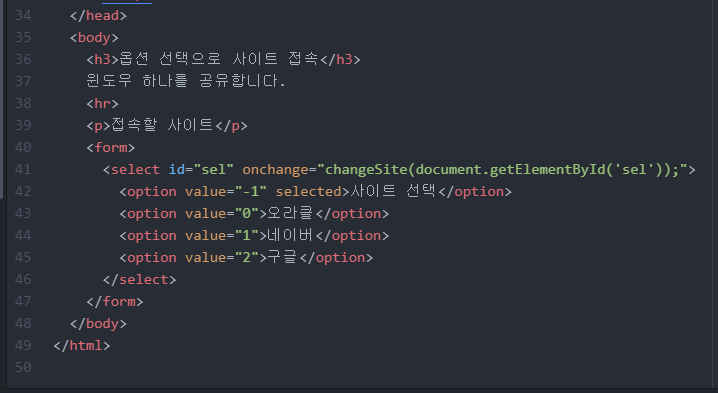 34 </head>
35 <body>
36 <h3>옵션 선택으로 사이트 접속</h3>
37 윈도우 하나를 공유합니다.
38 <hr>
39 <p>접속할 사이트</p>
40 <form>
41 <select id="sel" onchange="changeSite(document.getElementById('sel'));">
42 <option value="-1" selected>사이트 선택</option>
43 <option value="0">오라클</option>
44 <option value="1">네이버</option>
45 <option value="2">구글</option>
46 </select>
47 </form>
48 </body>
49 </html>
50